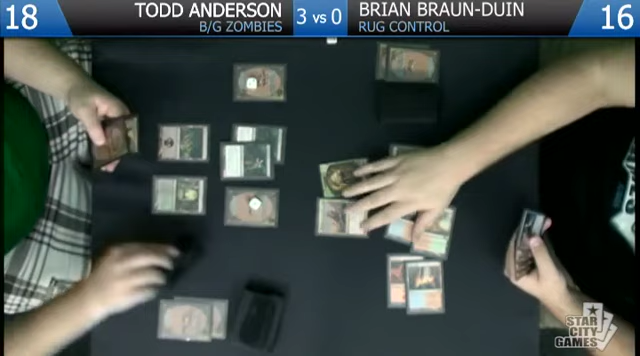 18
TODD ANDERSON
B/G ZOMBIES
3 vs 0
BRIAN BRAUN-DUIN
RUG CONTROL
16
STAR
CITY
GAMES